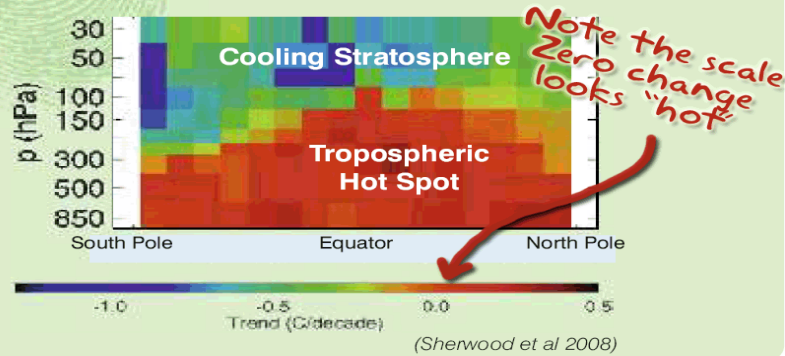 Note the scale
Zero change
looks "hot"
p (hPa)
30
50
100
150
300
500
850
Cooling Stratosphere
Tropospheric
Hot Spot
South Pole Equator North Pole
-1.0 -0.5 0.0 0.5
Trend (C/decade)
(Sherwood et al 2008)